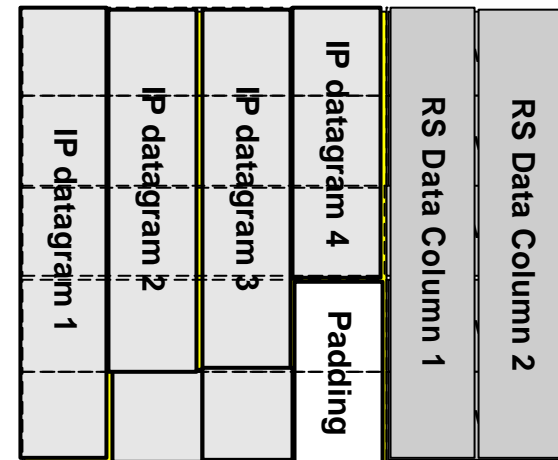 IP datagram 1
IP datagram 2
IP datagram 3
IP datagram 4
Padding
RS Data Column 1
RS Data Column 2